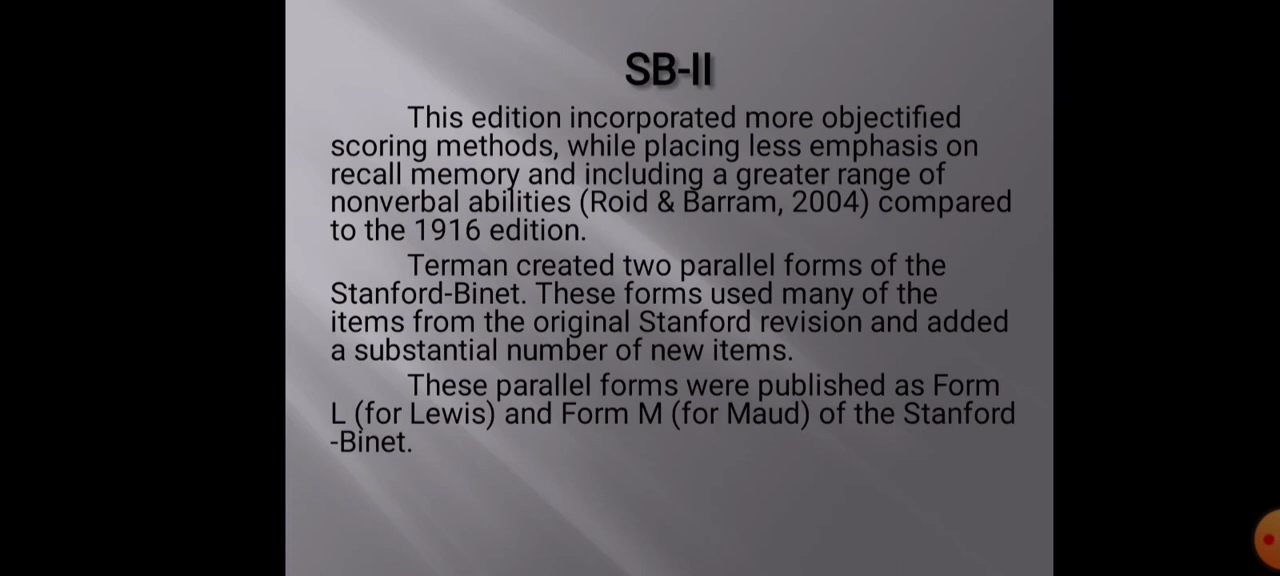 SB-II
This edition incorporated more objectified
scoring methods, while placing less emphasis on
recall memory and including a greater range of
nonverbal abilities (Roid & Barram, 2004) compared
to the 1916 edition.
Terman created two parallel forms of the
Stanford-Binet. These forms used many of the
items from the original Stanford revision and added
a substantial number of new items.
These parallel forms were published as Form
L (for Lewis) and Form M (for Maud) of the Stanford
-Binet.